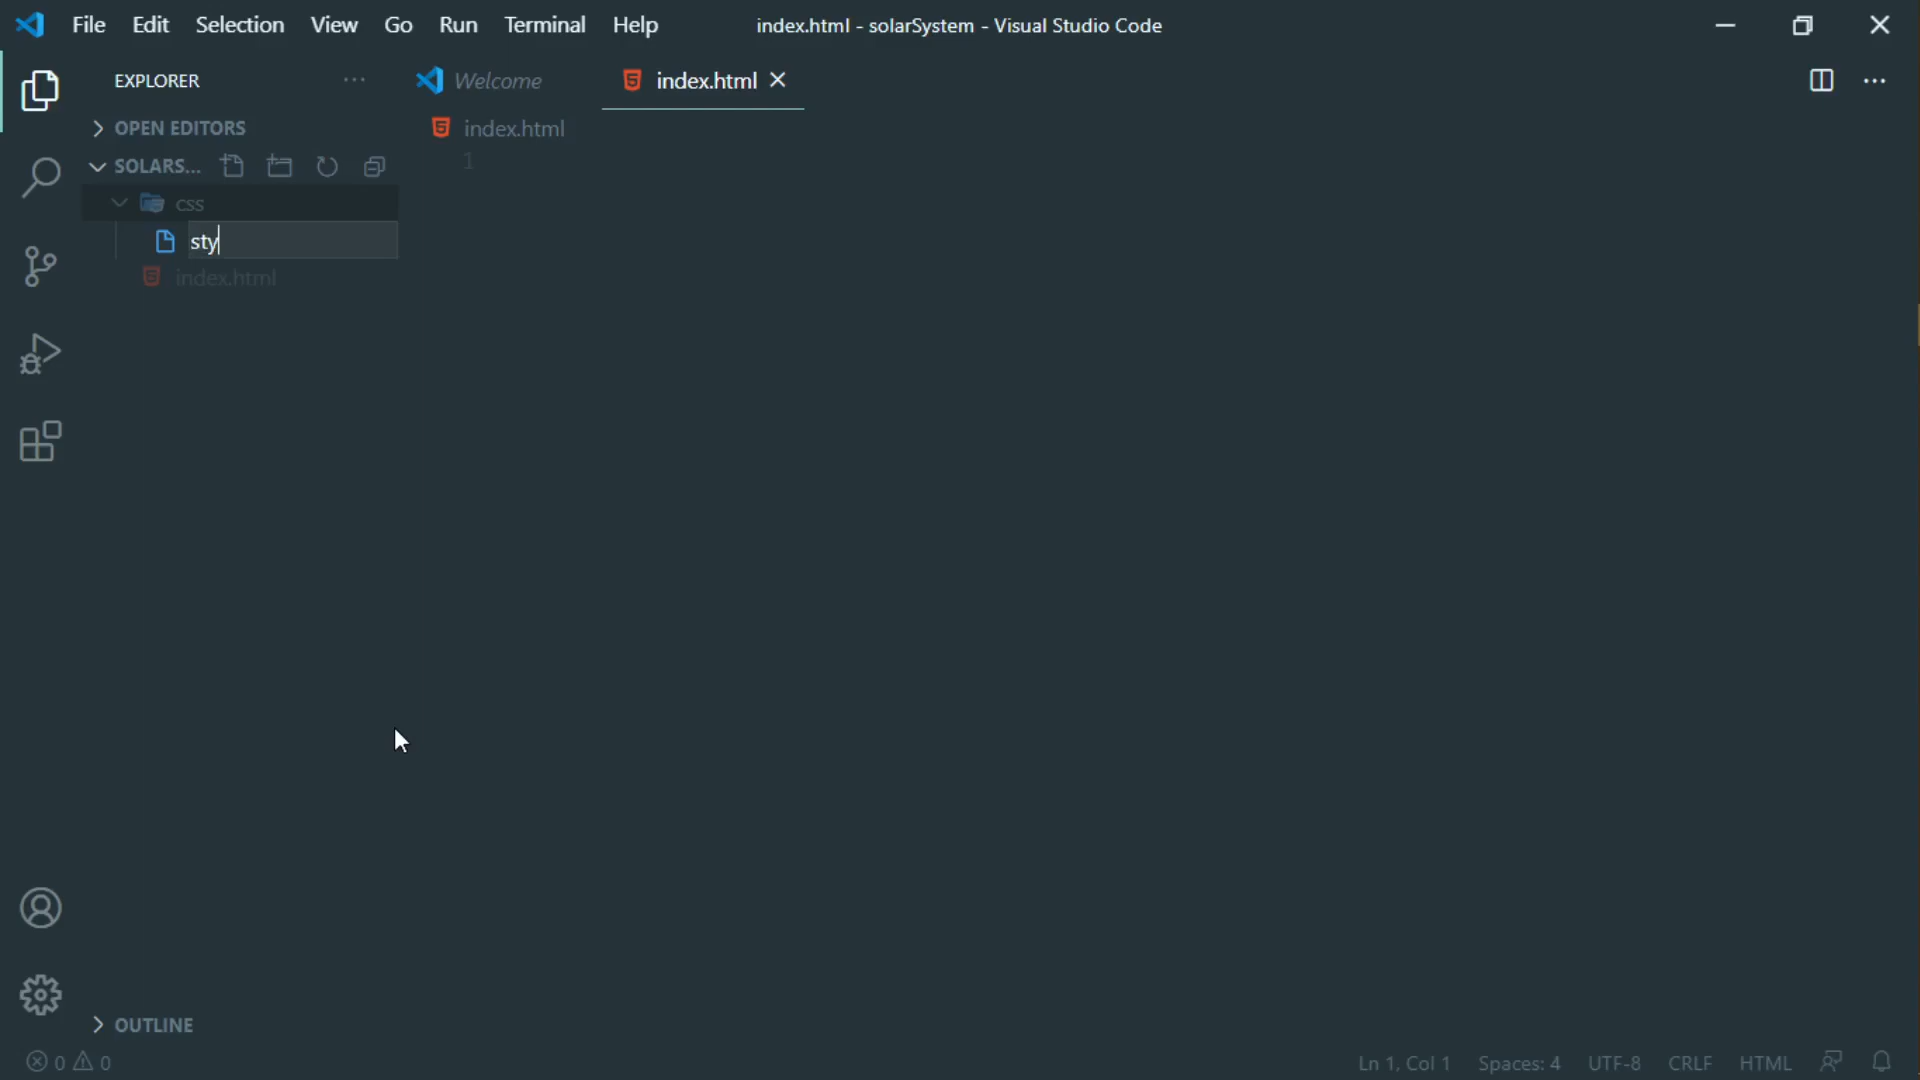 File Edit Selection View Go Run Terminal Help index.html - solarSystem - Visual Studio Code
EXPLORER
Welcome
index.html
OPEN EDITORS
index.html
SOLARS...
1
css
sty
index.html
OUTLINE
0 0
Ln 1, Col 1 Spaces: 4 UTF-8 CRLF HTML